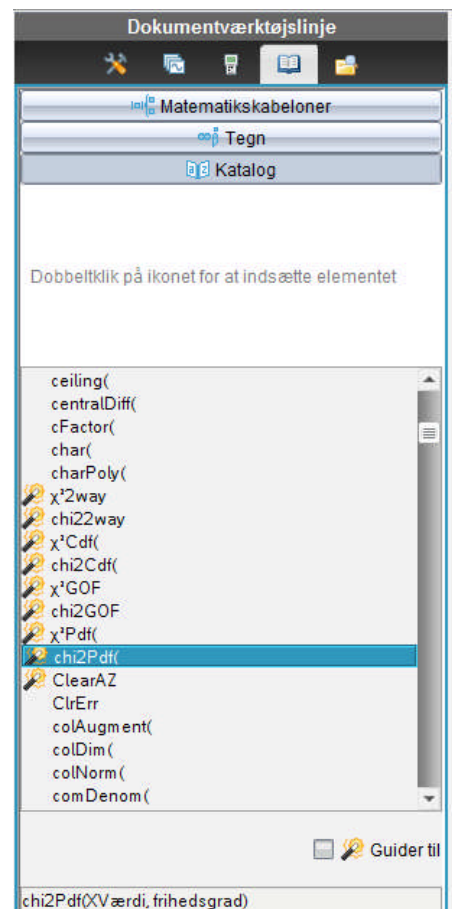 Dokumentværktøjslinje
Matematikskabeloner
Tegn
Katalog
Dobbeltklik på ikonet for at indsætte elementet
ceiling(
centralDiff(
cFactor(
char(
charPoly(
χ²2way
chi22way
χ²Cdf(
chi2Cdf(
χ²GOF
chi2GOF
χ²Pdf(
chi2Pdf(
ClearAZ
ClrErr
colAugment(
colDim(
colNorm(
comDenom(
Guider til
chi2Pdf(XVærdi, frihedsgrad)